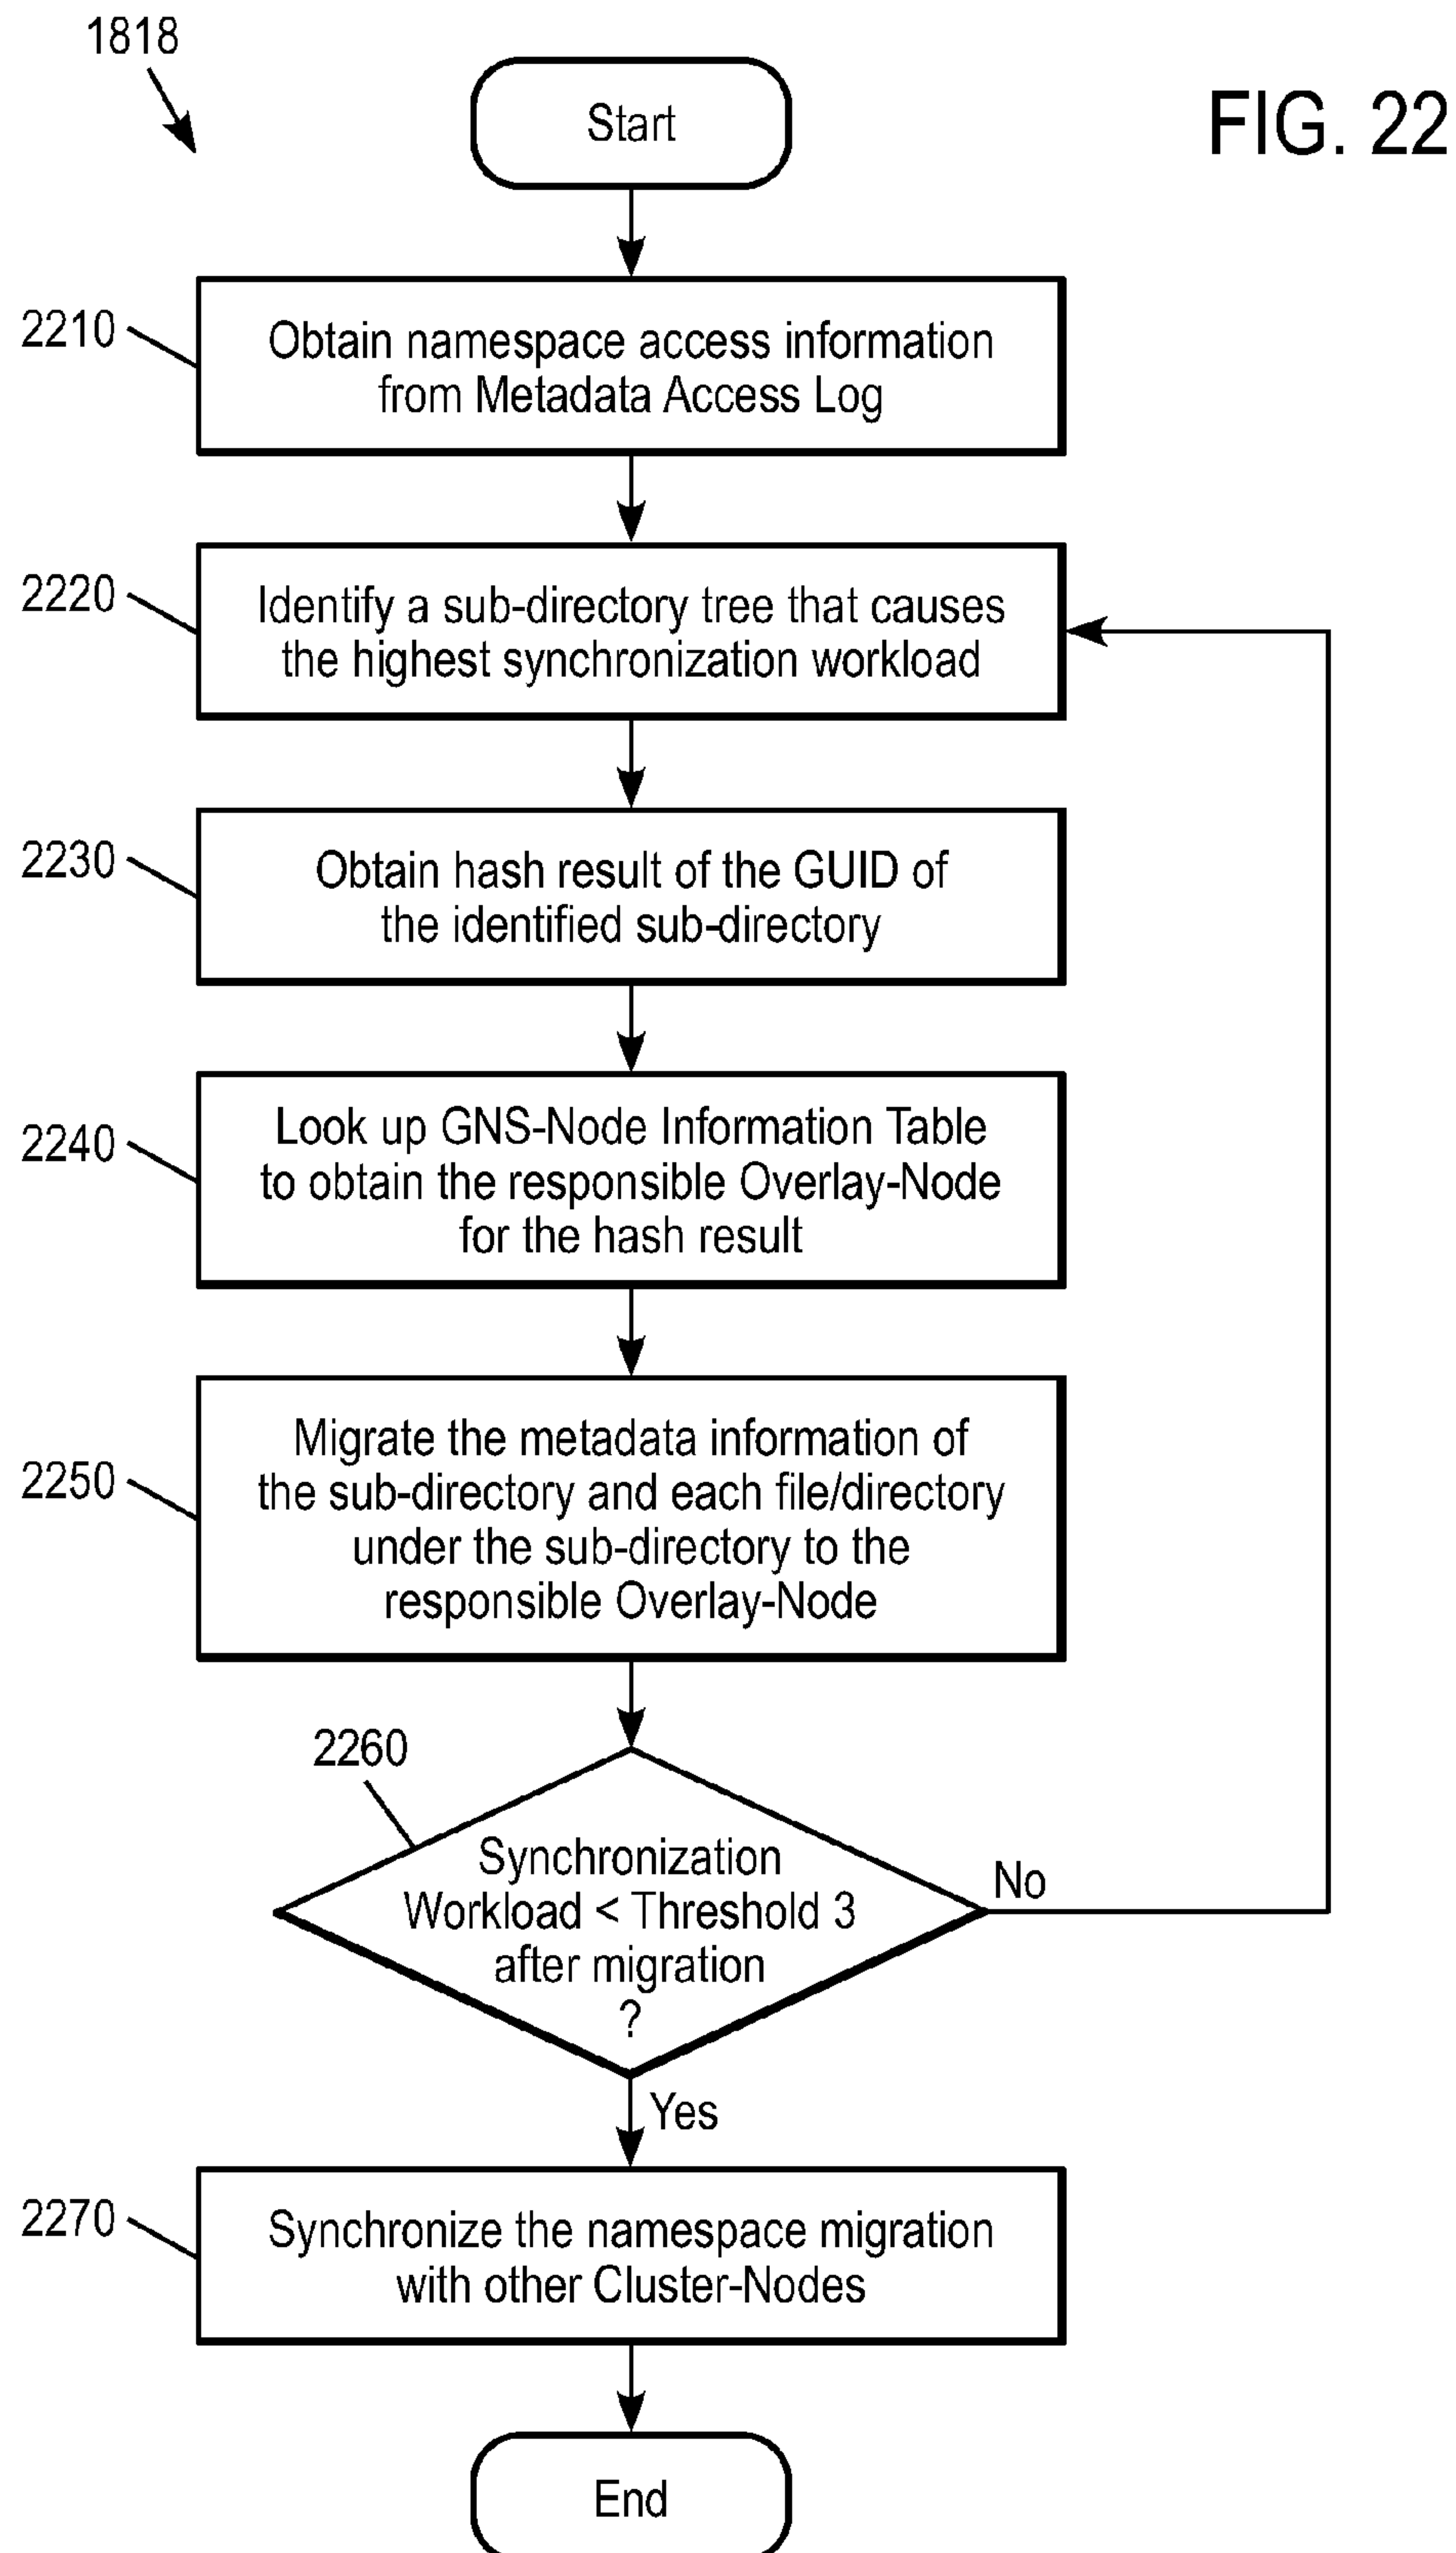 1818
FIG. 22
Start
2210
Obtain namespace access information
from Metadata Access Log
2220
Identify a sub-directory tree that causes
the highest synchronization workload
2230
Obtain hash result of the GUID of
the identified sub-directory
2240
Look up GNS-Node Information Table
to obtain the responsible Overlay-Node
for the hash result
2250
Migrate the metadata information of
the sub-directory and each file/directory
under the sub-directory to the
responsible Overlay-Node
2260
Synchronization
Workload < Threshold 3
after migration
?
No
Yes
2270
Synchronize the namespace migration
with other Cluster-Nodes
End